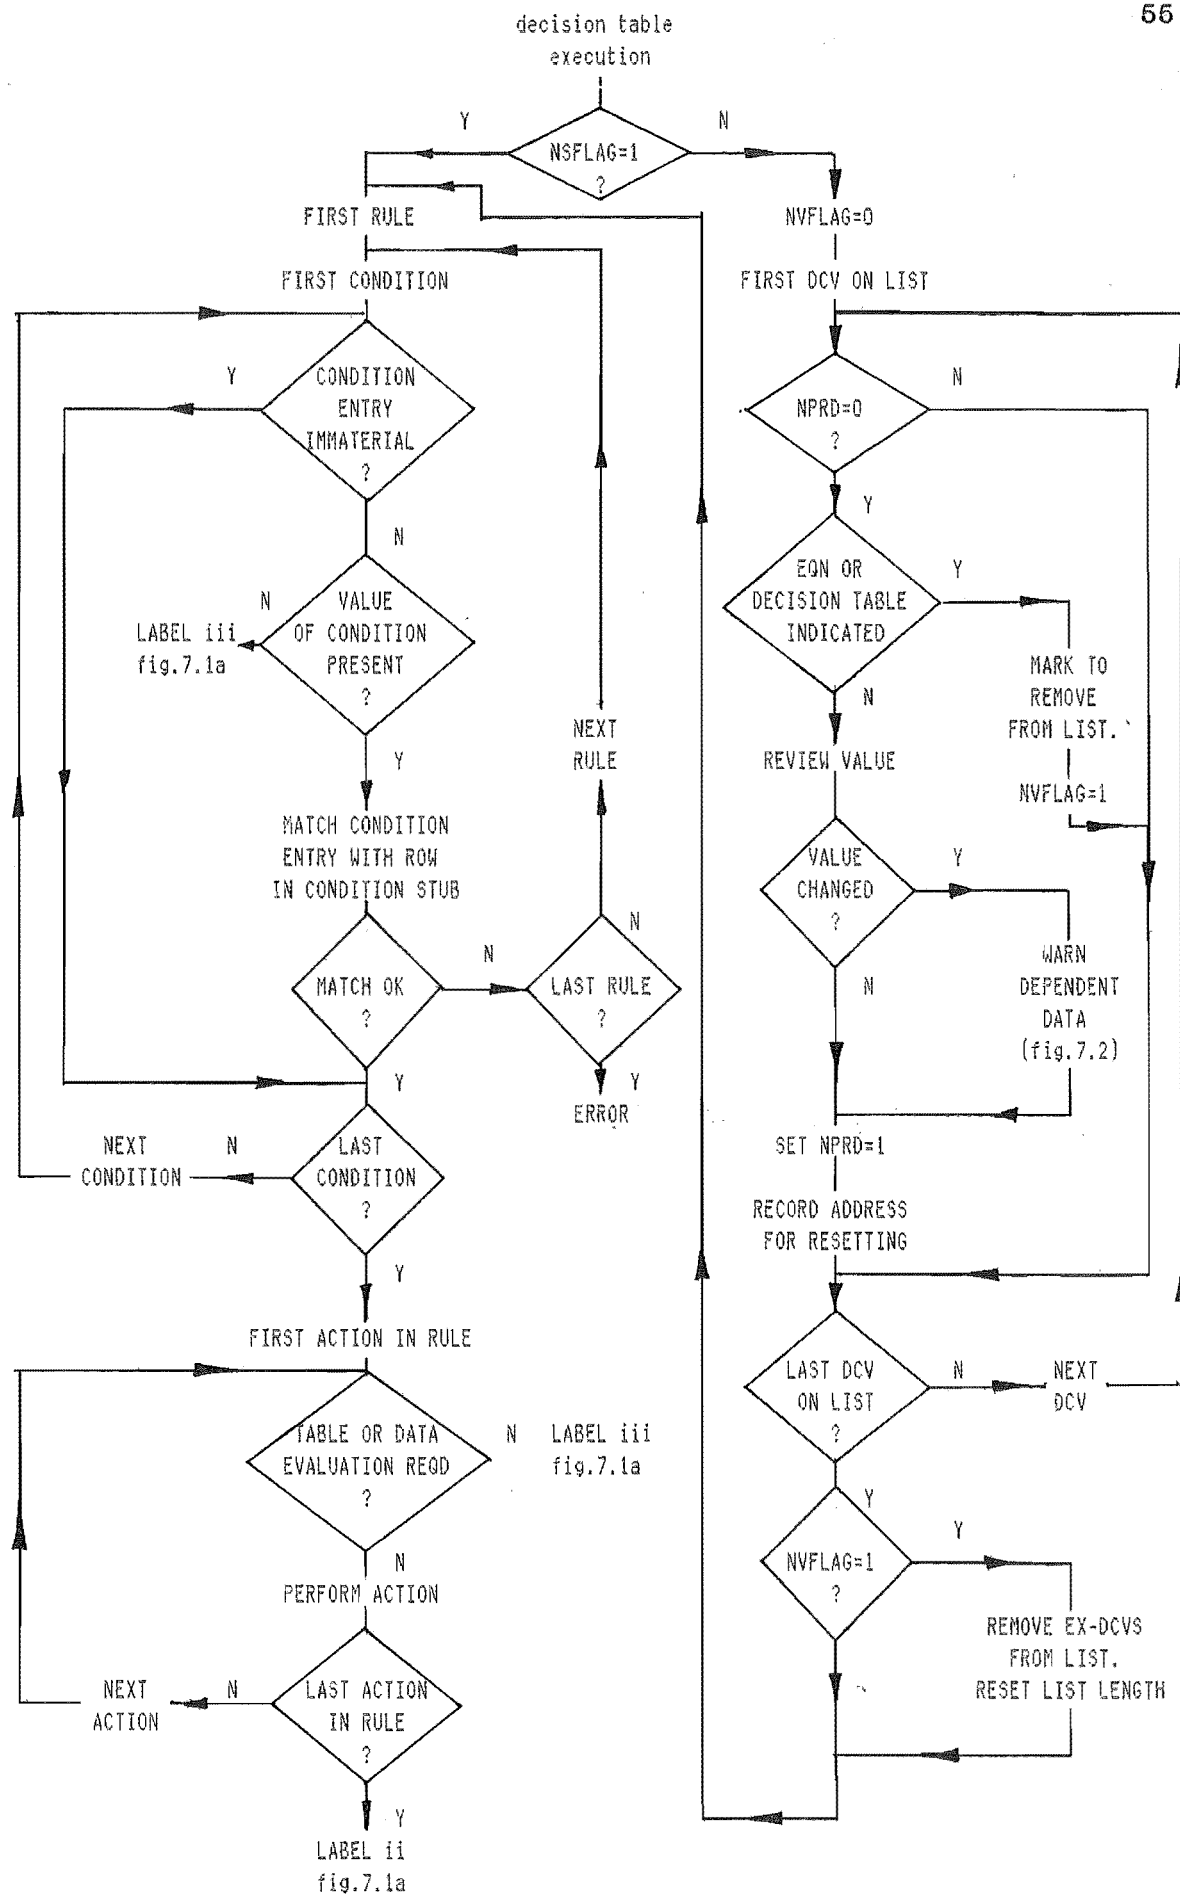 55
decision table
execution
Y
N
NSFLAG=1
?
FIRST RULE
FIRST CONDITION
Y
CONDITION
ENTRY
IMMATERIAL
?
N
N
VALUE
OF CONDITION
PRESENT
?
LABEL iii
fig.7.1a
Y
MATCH CONDITION
ENTRY WITH ROW
IN CONDITION STUB
MATCH OK
?
N
LAST RULE
?
N
NEXT
RULE
Y
ERROR
Y
LAST
CONDITION
?
N
NEXT
CONDITION
Y
FIRST ACTION IN RULE
TABLE OR DATA
EVALUATION REQD
?
N
LABEL iii
fig.7.1a
N
PERFORM ACTION
LAST ACTION
IN RULE
?
N
NEXT
ACTION
Y
LABEL ii
fig.7.1a
NVFLAG=0
FIRST DCV ON LIST
NPRD=0
?
N
Y
EQN OR
DECISION TABLE
INDICATED
Y
MARK TO
REMOVE
FROM LIST.
NVFLAG=1
N
REVIEW VALUE
VALUE
CHANGED
?
Y
WARN
DEPENDENT
DATA
(fig.7.2)
N
SET NPRD=1
RECORD ADDRESS
FOR RESETTING
LAST DCV
ON LIST
?
N
NEXT
DCV
Y
NVFLAG=1
?
Y
REMOVE EX-DCVS
FROM LIST.
RESET LIST LENGTH